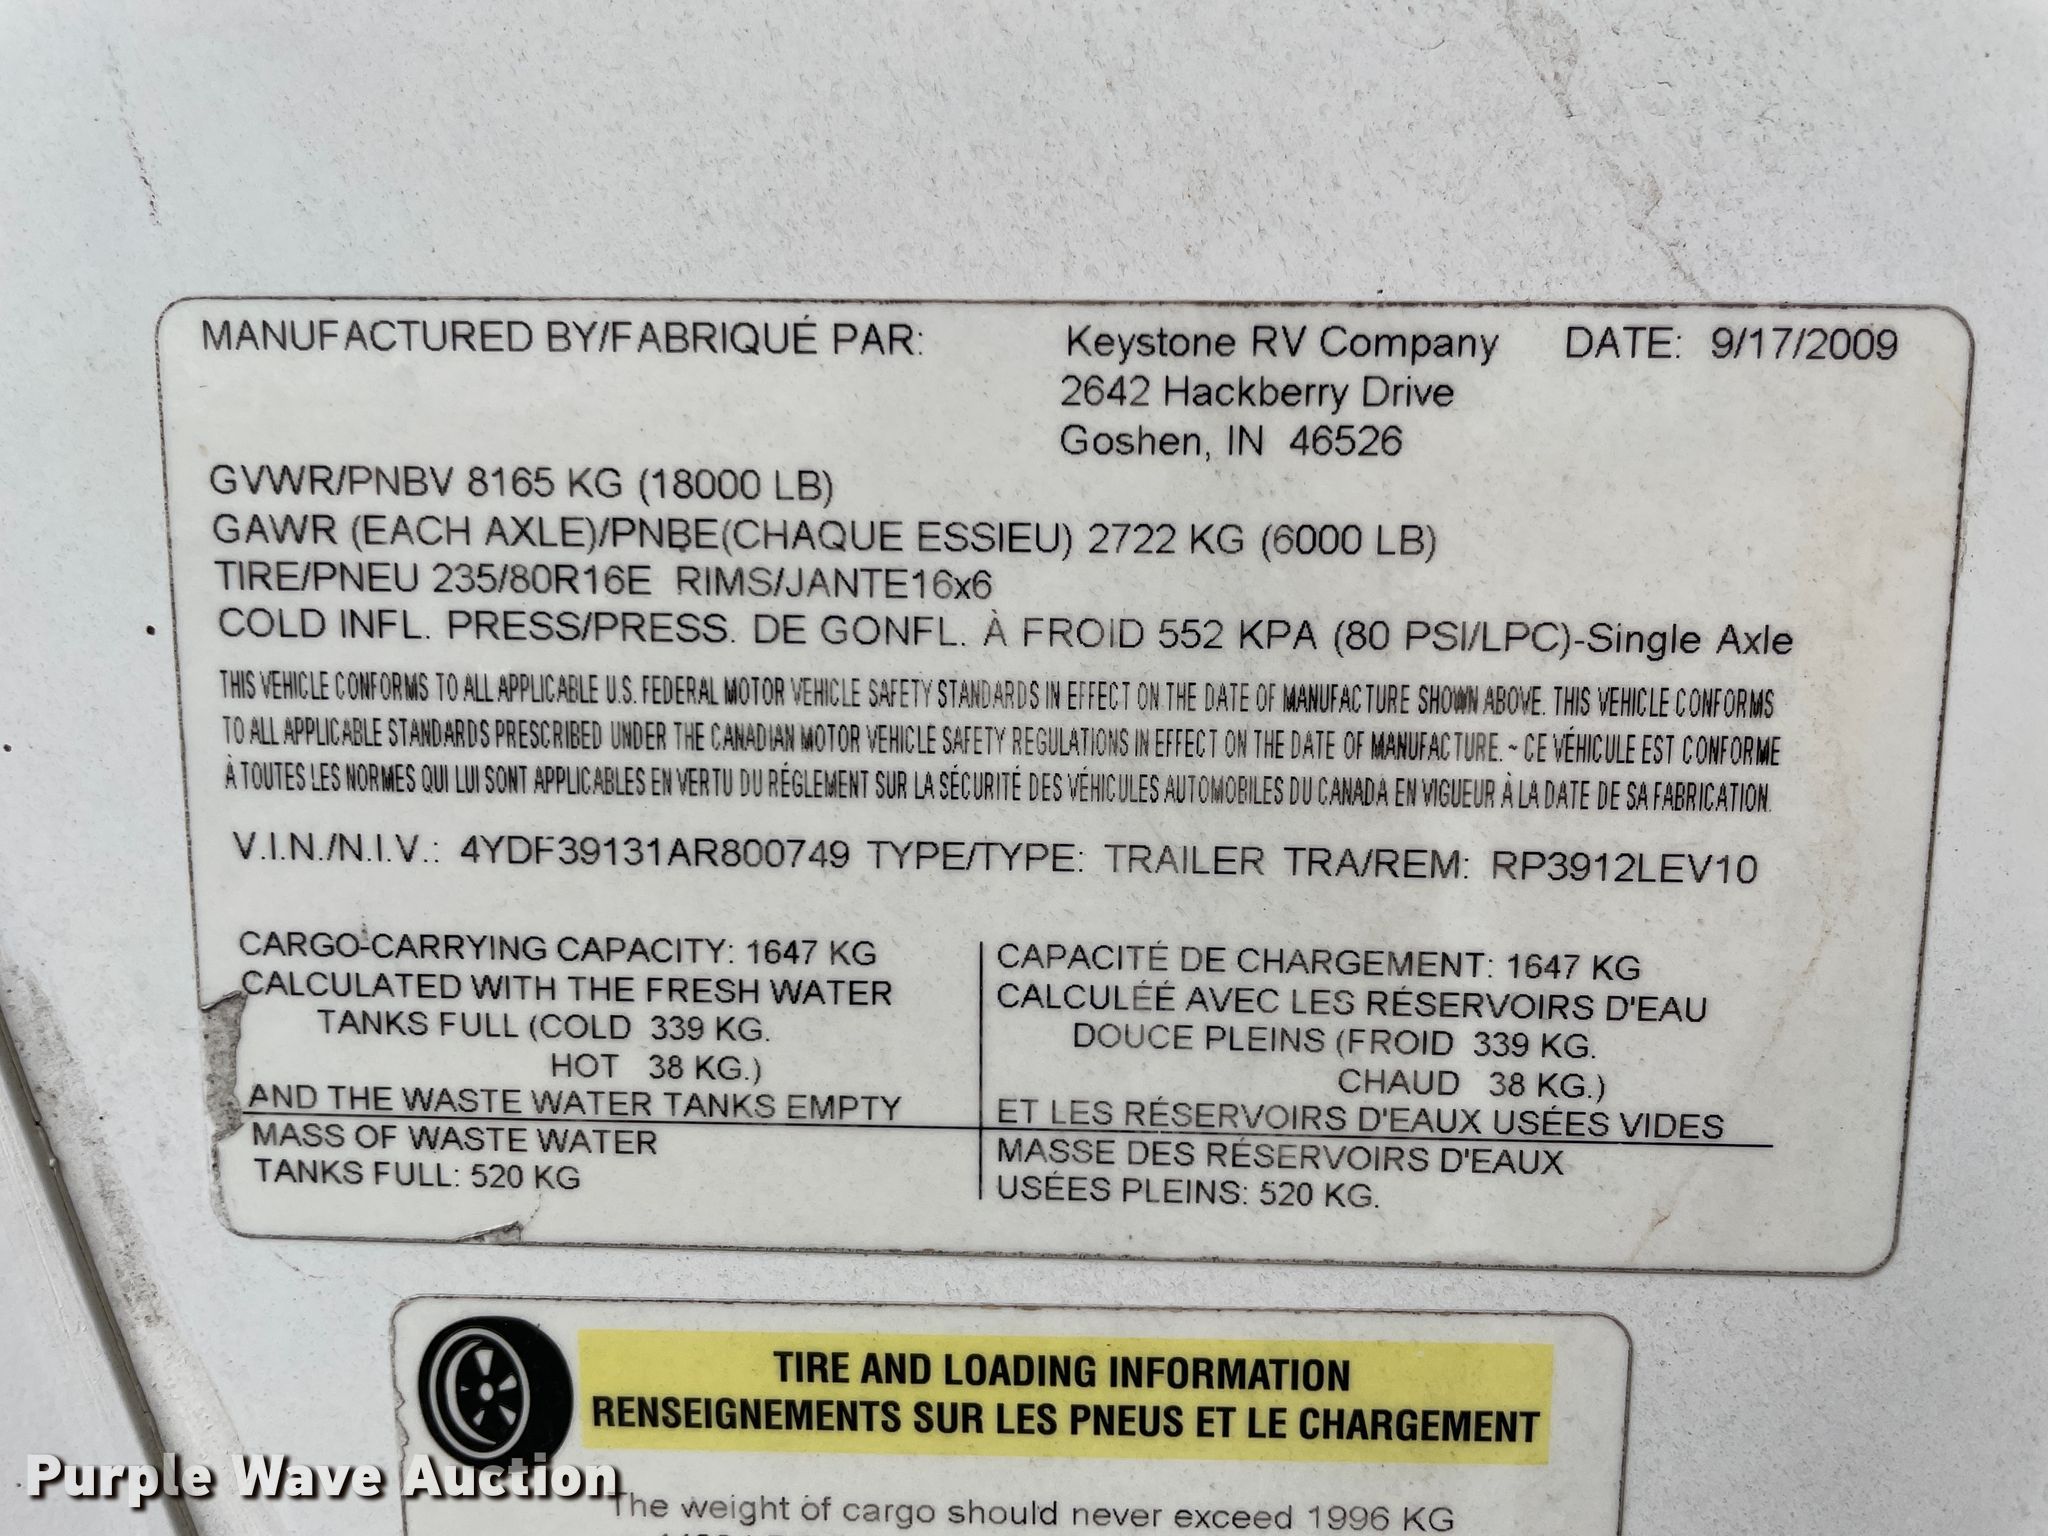 MANUFACTURED BY/FABRIQUÉ PAR: Keystone RV Company DATE: 9/17/2009
2642 Hackberry Drive
Goshen, IN 46526
GVWR/PNBV 8165 KG (18000 LB)
GAWR (EACH AXLE)/PNBE(CHAQUE ESSIEU) 2722 KG (6000 LB)
TIRE/PNEU 235/80R16E RIMS/JANTE16x6
COLD INFL. PRESS/PRESS. DE GONFL. À FROID 552 KPA (80 PSI/LPC)-Single Axle
THIS VEHICLE CONFORMS TO ALL APPLICABLE U.S. FEDERAL MOTOR VEHICLE SAFETY STANDARDS IN EFFECT ON THE DATE OF MANUFACTURE SHOWN ABOVE. THIS VEHICLE CONFORMS
TO ALL APPLICABLE STANDARDS PRESCRIBED UNDER THE CANADIAN MOTOR VEHICLE SAFETY REGULATIONS IN EFFECT ON THE DATE OF MANUFACTURE. ~ CE VÉHICULE EST CONFORME
À TOUTES LES NORMES QUI LUI SONT APPLICABLES EN VERTU DU RÉGLEMENT SUR LA SÉCURITÉ DES VÉHICULES AUTOMOBILES DU CANADA EN VIGUEUR À LA DATE DE SA FABRICATION.
V.I.N./N.I.V.: 4YDF39131AR800749 TYPE/TYPE: TRAILER TRA/REM: RP3912LEV10
CARGO-CARRYING CAPACITY: 1647 KG
CALCULATED WITH THE FRESH WATER
TANKS FULL (COLD 339 KG.
HOT 38 KG.)
AND THE WASTE WATER TANKS EMPTY
MASS OF WASTE WATER
TANKS FULL: 520 KG
CAPACITÉ DE CHARGEMENT: 1647 KG
CALCULÉÉ AVEC LES RÉSERVOIRS D'EAU
DOUCE PLEINS (FROID 339 KG.
CHAUD 38 KG.)
ET LES RÉSERVOIRS D'EAUX USÉES VIDES
MASSE DES RÉSERVOIRS D'EAUX
USÉES PLEINS: 520 KG.
TIRE AND LOADING INFORMATION
RENSEIGNEMENTS SUR LES PNEUS ET LE CHARGEMENT
The weight of cargo should never exceed 1996 KG
Purple Wave Auction